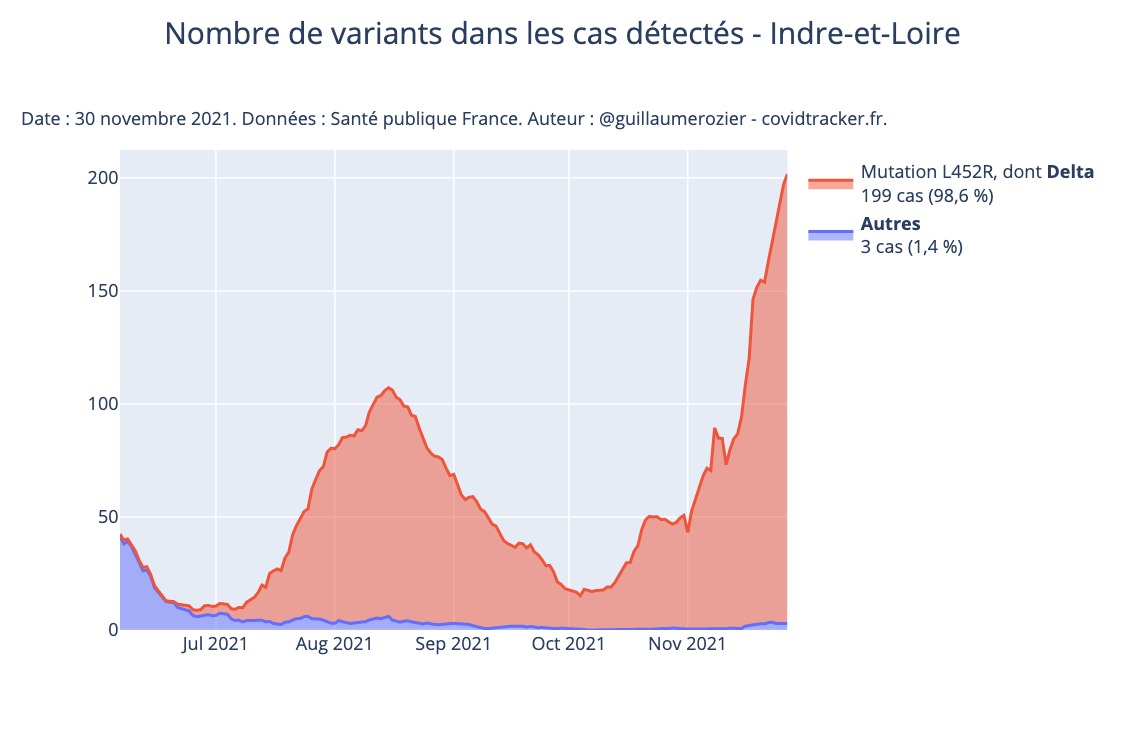 Nombre de variants dans les cas détectés - Indre-et-Loire
Date : 30 novembre 2021. Données : Santé publique France. Auteur : @guillaumerozier - covidtracker.fr.
Mutation L452R, dont Delta
199 cas (98,6 %)
Autres
3 cas (1,4 %)
200
150
100
50
0
Jul 2021
Aug 2021
Sep 2021
Oct 2021
Nov 2021